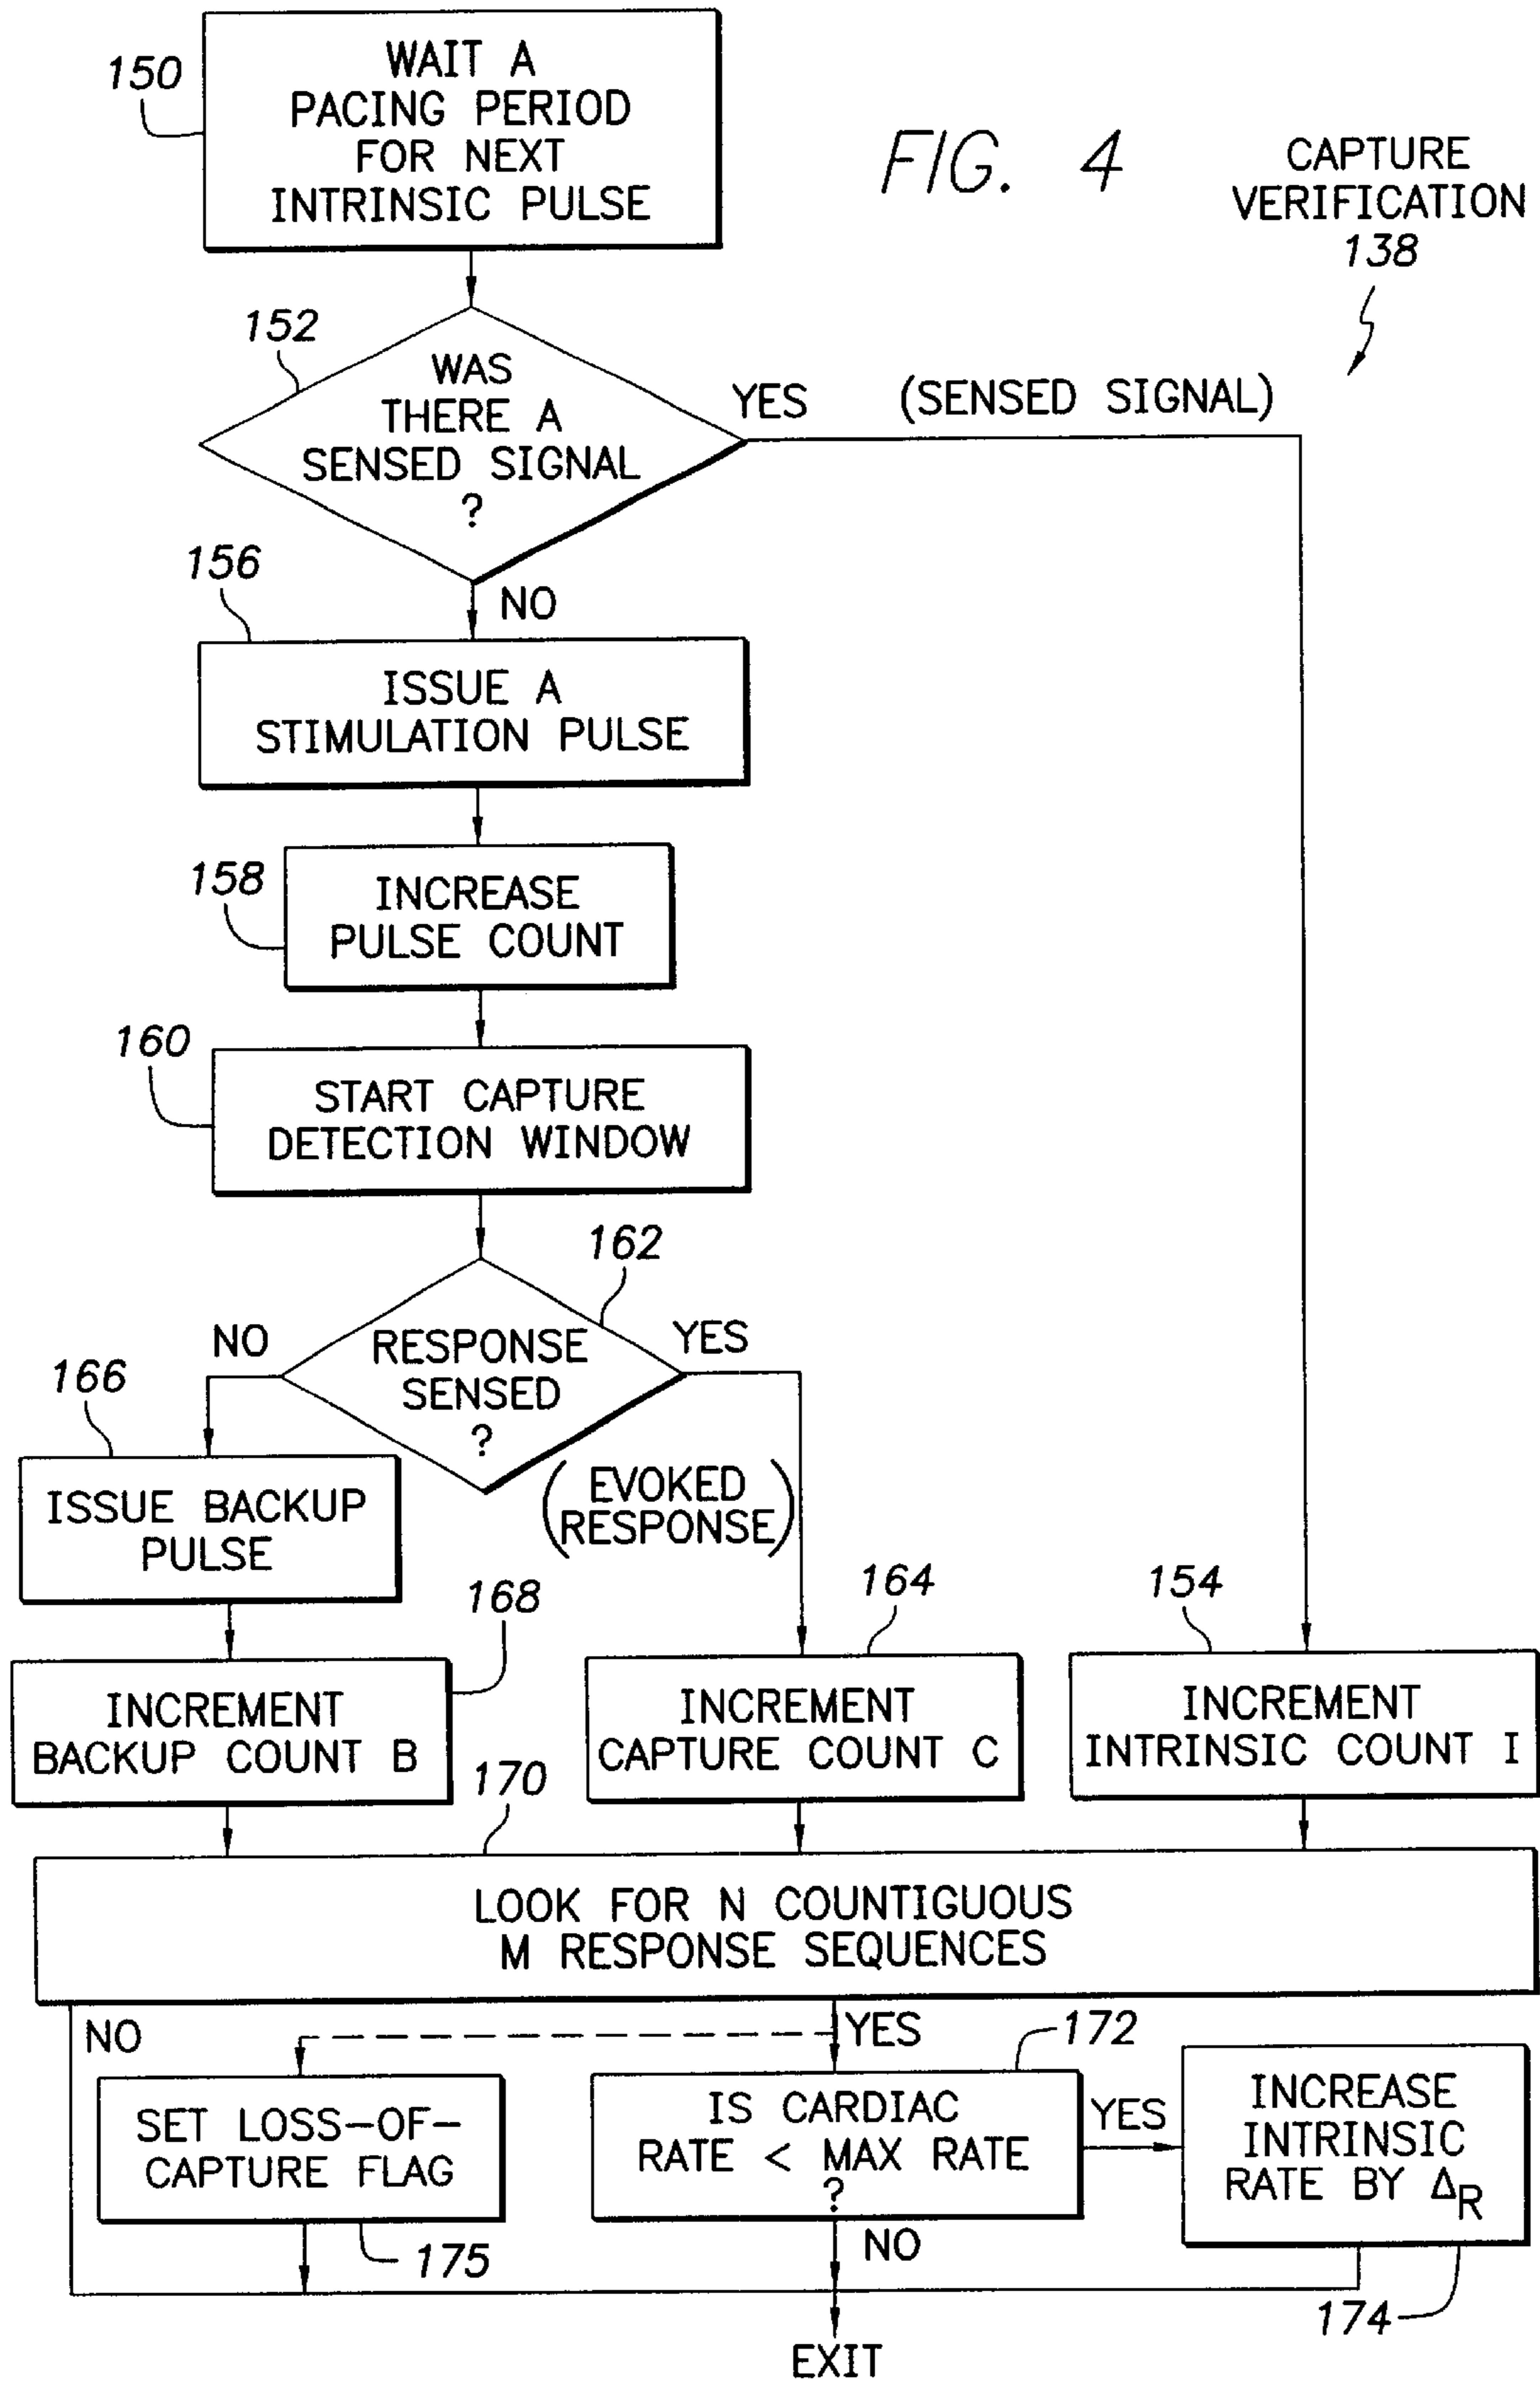 150
WAIT A
PACING PERIOD
FOR NEXT
INTRINSIC PULSE
FIG. 4
CAPTURE
VERIFICATION
138
152
WAS
THERE A
SENSED SIGNAL
?
YES
(SENSED SIGNAL)
NO
156
ISSUE A
STIMULATION PULSE
158
INCREASE
PULSE COUNT
160
START CAPTURE
DETECTION WINDOW
162
RESPONSE
SENSED
?
NO
YES
(EVOKED
RESPONSE)
166
ISSUE BACKUP
PULSE
168
INCREMENT
BACKUP COUNT B
164
INCREMENT
CAPTURE COUNT C
154
INCREMENT
INTRINSIC COUNT I
170
LOOK FOR N COUNTIGUOUS
M RESPONSE SEQUENCES
NO
YES
SET LOSS-OF-
CAPTURE FLAG
175
172
IS CARDIAC
RATE < MAX RATE
?
YES
NO
INCREASE
INTRINSIC
RATE BY ΔR
174
EXIT